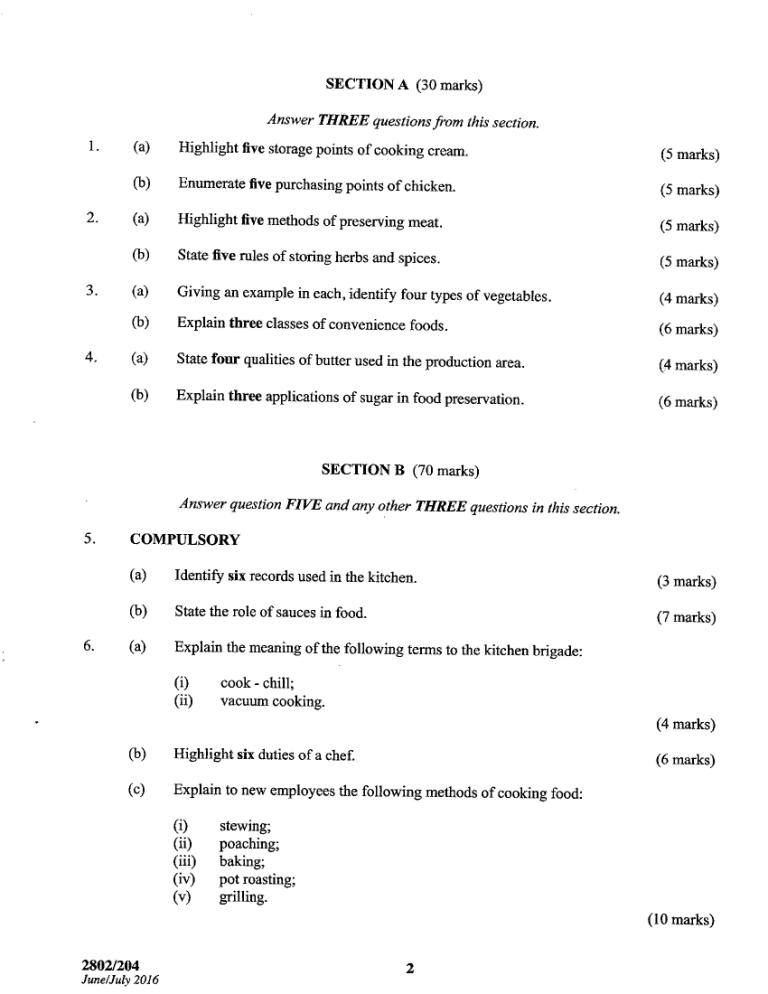 SECTION A (30 marks)
Answer THREE questions from this section.
1. (a) Highlight five storage points of cooking cream. (5 marks)
(b) Enumerate five purchasing points of chicken. (5 marks)
2. (a) Highlight five methods of preserving meat. (5 marks)
(b) State five rules of storing herbs and spices. (5 marks)
3. (a) Giving an example in each, identify four types of vegetables. (4 marks)
(b) Explain three classes of convenience foods. (6 marks)
4. (a) State four qualities of butter used in the production area. (4 marks)
(b) Explain three applications of sugar in food preservation. (6 marks)
SECTION B (70 marks)
Answer question FIVE and any other THREE questions in this section.
5. COMPULSORY
(a) Identify six records used in the kitchen. (3 marks)
(b) State the role of sauces in food. (7 marks)
6. (a) Explain the meaning of the following terms to the kitchen brigade:
(i) cook - chill;
(ii) vacuum cooking.
(4 marks)
(b) Highlight six duties of a chef. (6 marks)
(c) Explain to new employees the following methods of cooking food:
(i) stewing;
(ii) poaching;
(iii) baking;
(iv) pot roasting;
(v) grilling.
(10 marks)
2802/204
June/July 2016
2